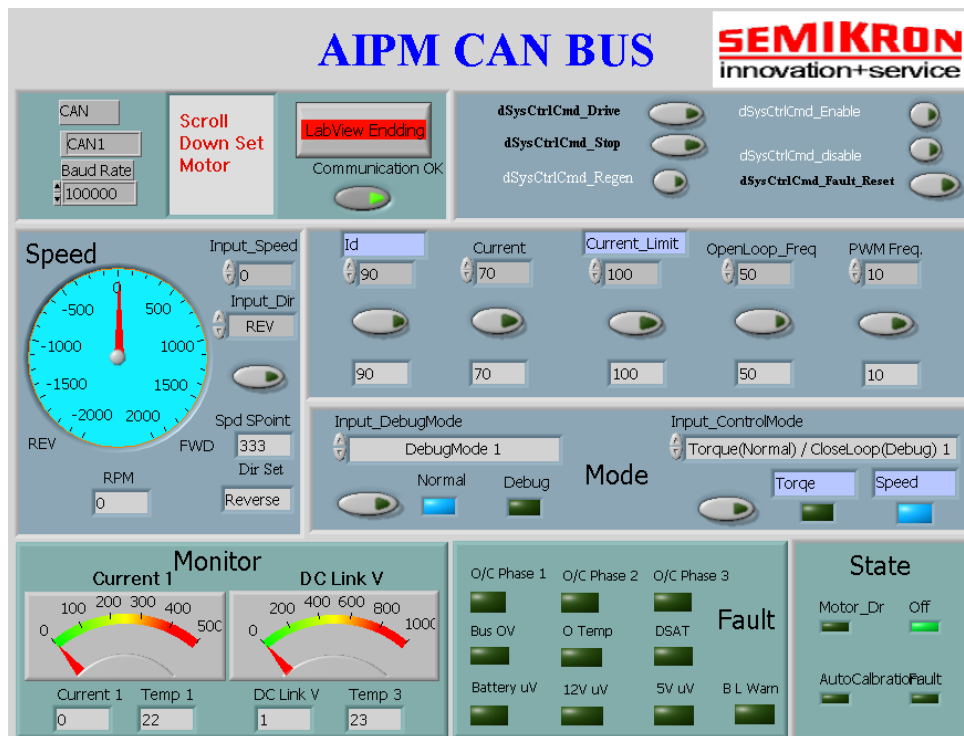 AIPM CAN BUS
SEMIKRON
innovation+service
CAN
CAN1
Baud Rate
100000
Scroll
Down Set
Motor
LabView Endding
Communication OK
dSysCtrlCmd_Drive
dSysCtrlCmd_Enable
dSysCtrlCmd_Stop
dSysCtrlCmd_disable
dSysCtrlCmd_Regen
dSysCtrlCmd_Fault_Reset
Speed
Input_Speed
0
Input_Dir
REV
0
-500
500
-1000
1000
-1500
1500
-2000
2000
REV
FWD
Spd SPoint
333
Dir Set
Reverse
RPM
0
Id
Current
Current_Limit
OpenLoop_Freq
PWM Freq.
90
70
100
50
10
90
70
100
50
10
Input_DebugMode
DebugMode 1
Normal
Debug
Mode
Input_ControlMode
Torque(Normal) / CloseLoop(Debug) 1
Torqe
Speed
Monitor
Current 1
0
100
200
300
400
500
Current 1
0
Temp 1
22
DC Link V
0
200
400
600
800
1000
DC Link V
1
Temp 3
23
O/C Phase 1
O/C Phase 2
O/C Phase 3
Fault
Bus OV
O Temp
DSAT
Battery uV
12V uV
5V uV
B L Warn
State
Motor_Dr
Off
AutoCalbration
Fault